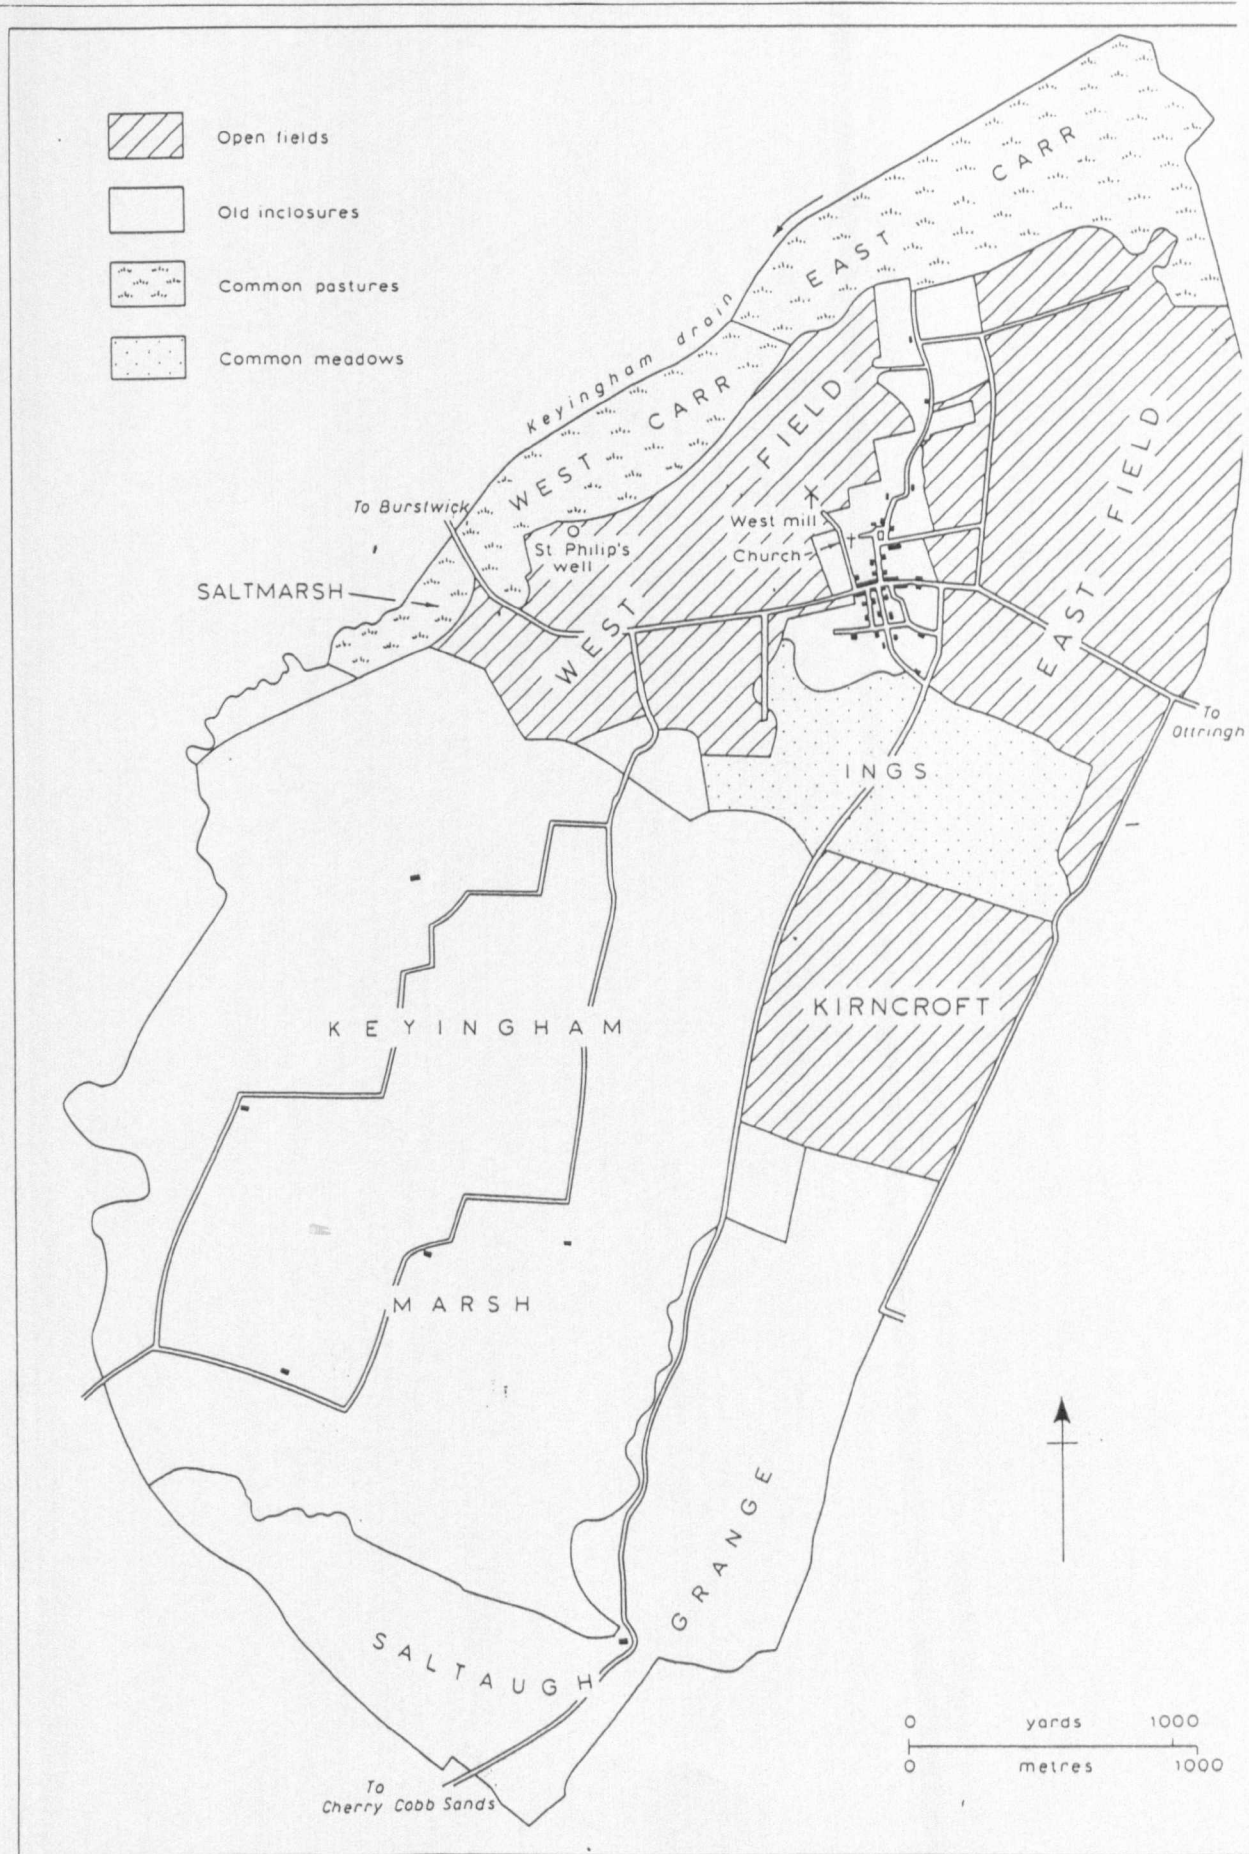 Open fields
Old inclosures
Common pastures
Common meadows
EAST CARR
Keyingham drain
WEST CARR
WEST FIELD
EAST FIELD
To Burstwick
West mill
Church
St. Philip's
well
SALTMARSH
To
Ottringh
INGS
KIRNCROFT
KEYINGHAM
MARSH
SALTAUGH
GRANGE
0 yards 1000
0 metres 1000
To
Cherry Cobb Sands